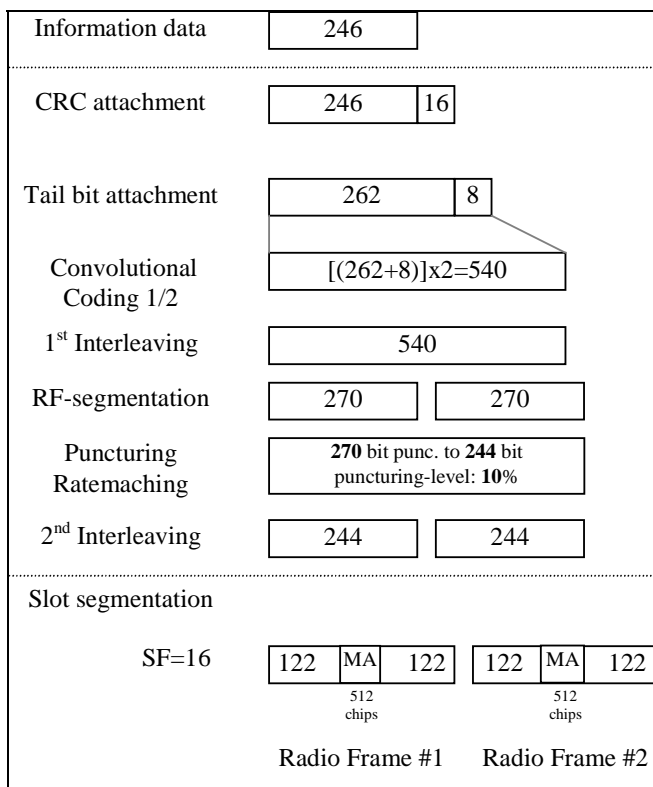 Information data
246
CRC attachment
246 16
Tail bit attachment
262 8
Convolutional
Coding 1/2
[(262+8)]x2=540
1st Interleaving
540
RF-segmentation
270 270
Puncturing
Ratemaching
270 bit punc. to 244 bit
puncturing-level: 10%
2nd Interleaving
244 244
Slot segmentation
SF=16
122 MA 122 122 MA 122
512
chips
512
chips
Radio Frame #1 Radio Frame #2